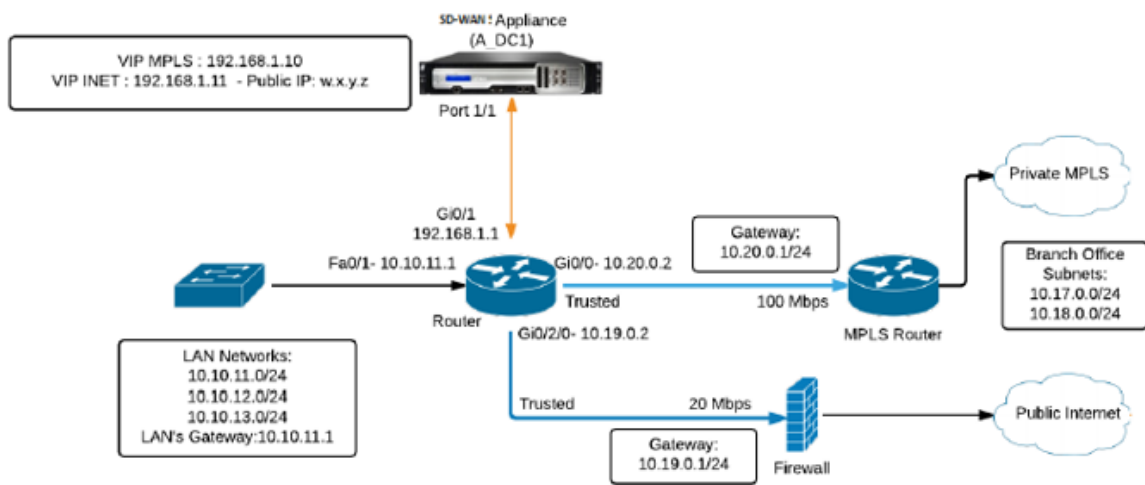 SD-WAN Appliance
(A_DC1)
VIP MPLS : 192.168.1.10
VIP INET : 192.168.1.11 - Public IP: w.x.y.z
Port 1/1
Private MPLS
Gi0/1
192.168.1.1
Gateway:
10.20.0.1/24
Fa0/1- 10.10.11.1
Gi0/0- 10.20.0.2
Branch Office
Subnets:
10.17.0.0/24
10.18.0.0/24
Trusted
100 Mbps
Router
MPLS Router
Gi0/2/0- 10.19.0.2
LAN Networks:
10.10.11.0/24
10.10.12.0/24
10.10.13.0/24
LAN's Gateway:10.10.11.1
Trusted
20 Mbps
Public Internet
Gateway:
10.19.0.1/24
Firewall